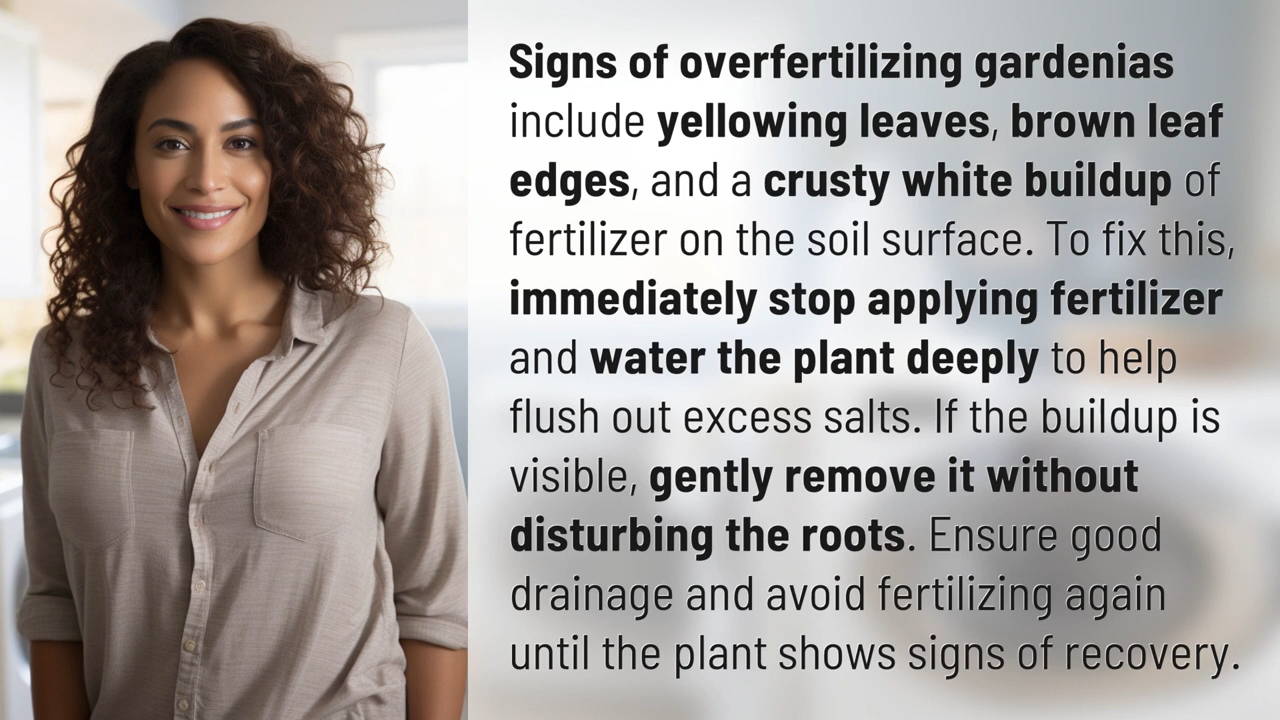 Signs of overfertilizing gardenias
include yellowing leaves, brown leaf
edges, and a crusty white buildup of
fertilizer on the soil surface. To fix this,
immediately stop applying fertilizer
and water the plant deeply to help
flush out excess salts. If the buildup is
visible, gently remove it without
disturbing the roots. Ensure good
drainage and avoid fertilizing again
until the plant shows signs of recovery.